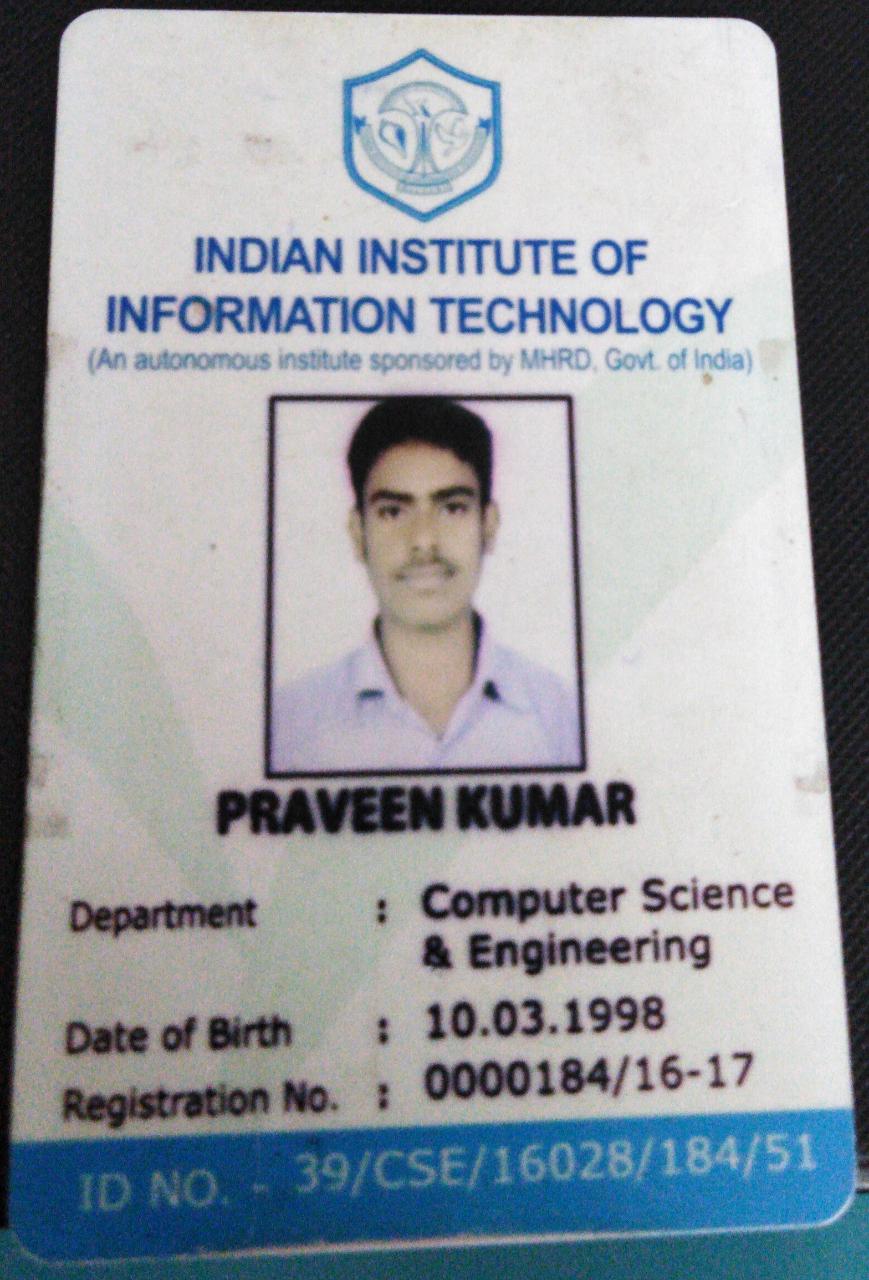 INDIAN INSTITUTE OF
INFORMATION TECHNOLOGY
(An autonomous institute sponsored by MHRD, Govt. of India)
PRAVEEN KUMAR
Department : Computer Science
& Engineering
Date of Birth : 10.03.1998
Registration No. : 0000184/16-17
ID NO. - 39/CSE/16028/184/51